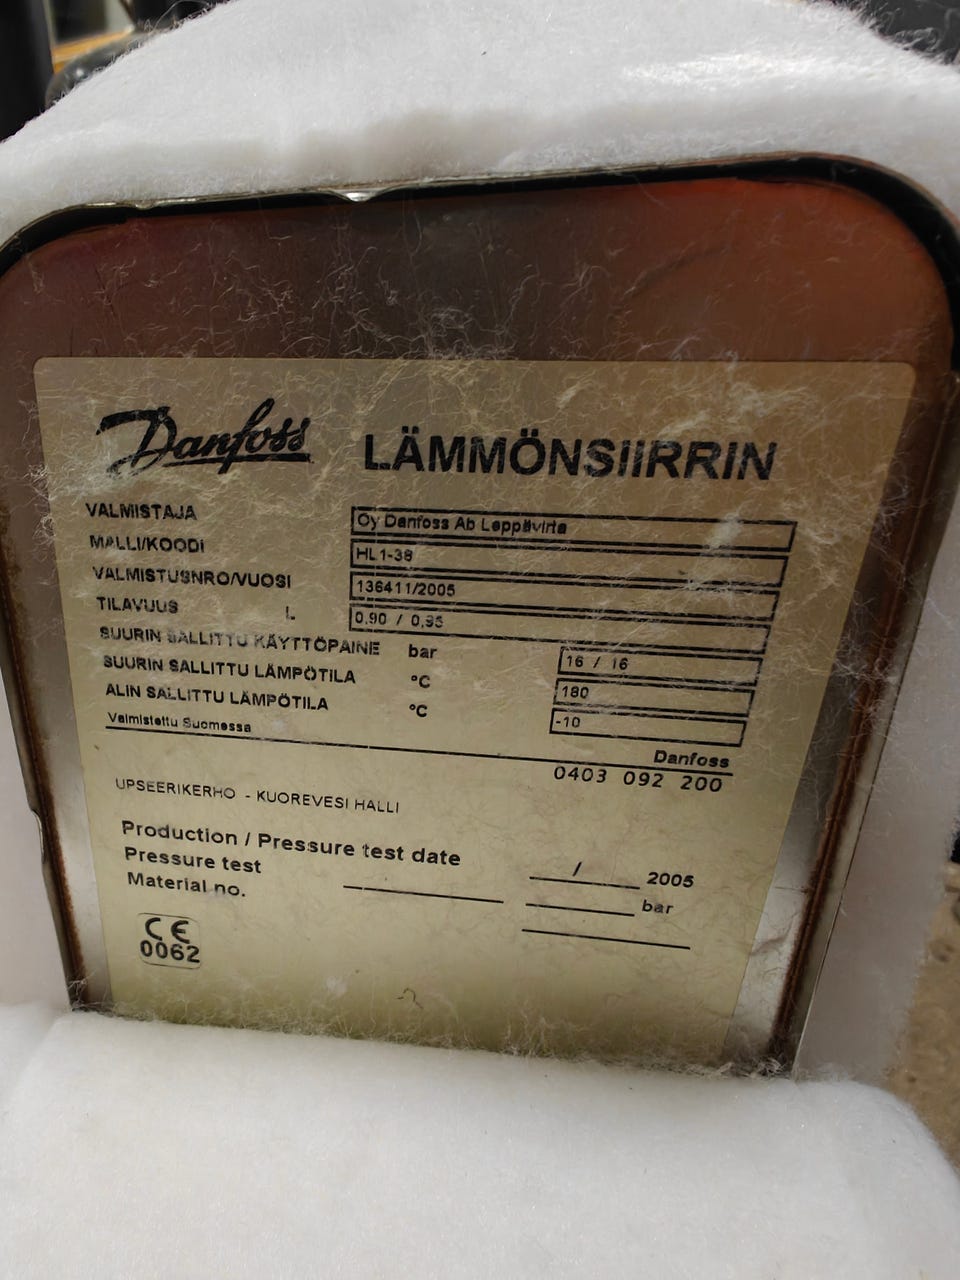 Danfoss LÄMMÖNSIIRRIN
VALMISTAJA Oy Danfoss Ab Leppävirta
MALLI/KOODI HL1-38
VALMISTUSNRO/VUOSI 136411/2005
TILAVUUS L 0,90 / 0,95
SUURIN SALLITTU KÄYTTÖPAINE bar 16 / 16
SUURIN SALLITTU LÄMPÖTILA °C 180
ALIN SALLITTU LÄMPÖTILA °C -10
Valmistettu Suomessa
Danfoss
0403 092 200
UPSEERIKERHO - KUOREVESI HALLI
Production / Pressure test date / 2005
Pressure test bar
Material no.
CE
0062